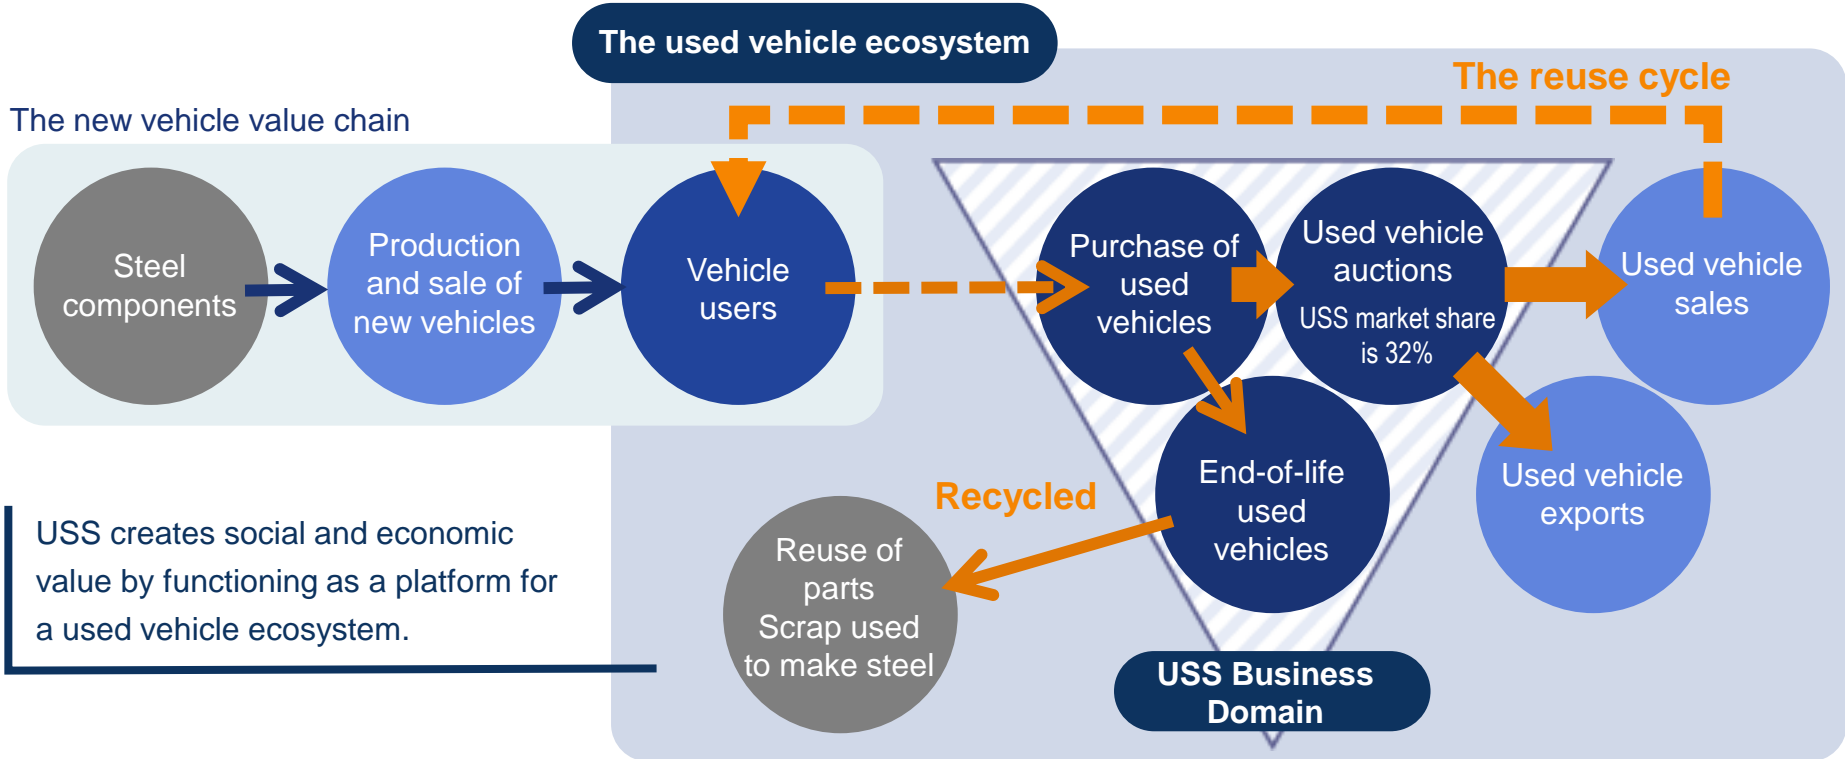 The used vehicle ecosystem
The reuse cycle
The new vehicle value chain
Steel
components
Production
and sale of
new vehicles
Vehicle
users
Purchase of
used
vehicles
Used vehicle
auctions
USS market share
is 32%
Used vehicle
sales
End-of-life
used
vehicles
Used vehicle
exports
Recycled
Reuse of
parts
Scrap used
to make steel
USS creates social and economic
value by functioning as a platform for
a used vehicle ecosystem.
USS Business
Domain